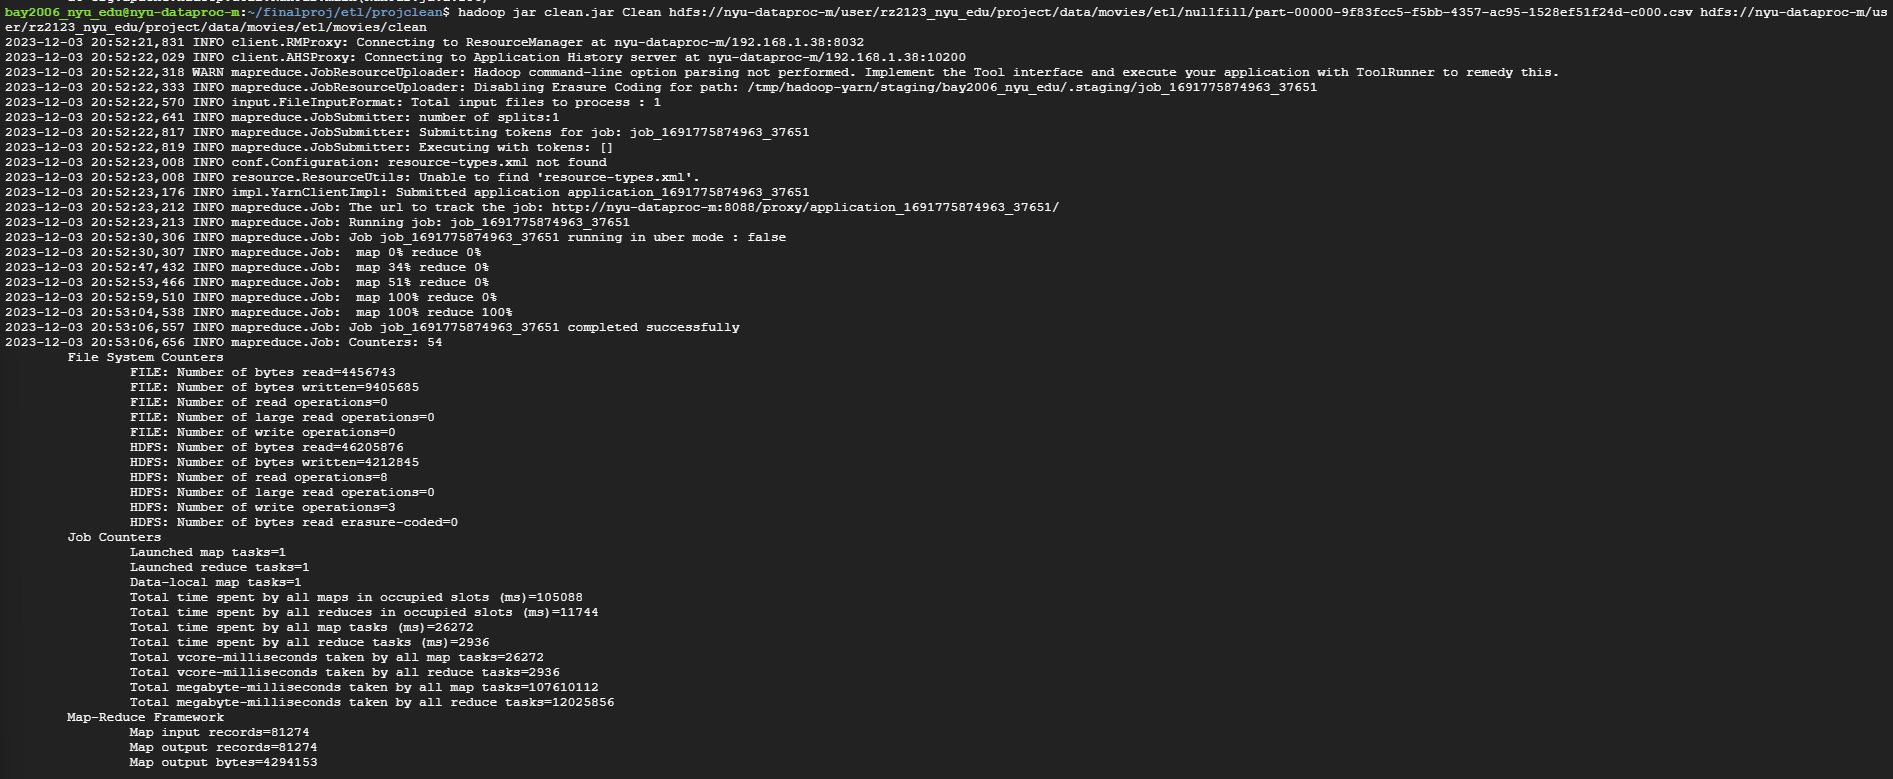 bay2006_nyu_edu@nyu-dataproc-m:~/finalproj/etl/projclean$ hadoop jar clean.jar Clean hdfs://nyu-dataproc-m/user/rz2123_nyu_edu/project/data/movies/etl/nullfill/part-00000-9f83fcc5-f5bb-4357-ac95-1528ef51f24d-c000.csv hdfs://nyu-dataproc-m/us
er/rz2123_nyu_edu/project/data/movies/etl/movies/clean
2023-12-03 20:52:21,831 INFO client.RMProxy: Connecting to ResourceManager at nyu-dataproc-m/192.168.1.38:8032
2023-12-03 20:52:22,029 INFO client.AHSProxy: Connecting to Application History server at nyu-dataproc-m/192.168.1.38:10200
2023-12-03 20:52:22,318 WARN mapreduce.JobResourceUploader: Hadoop command-line option parsing not performed. Implement the Tool interface and execute your application with ToolRunner to remedy this.
2023-12-03 20:52:22,333 INFO mapreduce.JobResourceUploader: Disabling Erasure Coding for path: /tmp/hadoop-yarn/staging/bay2006_nyu_edu/.staging/job_1691775874963_37651
2023-12-03 20:52:22,570 INFO input.FileInputFormat: Total input files to process : 1
2023-12-03 20:52:22,641 INFO mapreduce.JobSubmitter: number of splits:1
2023-12-03 20:52:22,817 INFO mapreduce.JobSubmitter: Submitting tokens for job: job_1691775874963_37651
2023-12-03 20:52:22,819 INFO mapreduce.JobSubmitter: Executing with tokens: []
2023-12-03 20:52:23,008 INFO conf.Configuration: resource-types.xml not found
2023-12-03 20:52:23,008 INFO resource.ResourceUtils: Unable to find 'resource-types.xml'.
2023-12-03 20:52:23,176 INFO impl.YarnClientImpl: Submitted application application_1691775874963_37651
2023-12-03 20:52:23,212 INFO mapreduce.Job: The url to track the job: http://nyu-dataproc-m:8088/proxy/application_1691775874963_37651/
2023-12-03 20:52:23,213 INFO mapreduce.Job: Running job: job_1691775874963_37651
2023-12-03 20:52:30,306 INFO mapreduce.Job: Job job_1691775874963_37651 running in uber mode : false
2023-12-03 20:52:30,307 INFO mapreduce.Job:  map 0% reduce 0%
2023-12-03 20:52:47,432 INFO mapreduce.Job:  map 34% reduce 0%
2023-12-03 20:52:53,466 INFO mapreduce.Job:  map 51% reduce 0%
2023-12-03 20:52:59,510 INFO mapreduce.Job:  map 100% reduce 0%
2023-12-03 20:53:04,538 INFO mapreduce.Job:  map 100% reduce 100%
2023-12-03 20:53:06,557 INFO mapreduce.Job: Job job_1691775874963_37651 completed successfully
2023-12-03 20:53:06,656 INFO mapreduce.Job: Counters: 54
File System Counters
FILE: Number of bytes read=4456743
FILE: Number of bytes written=9405685
FILE: Number of read operations=0
FILE: Number of large read operations=0
FILE: Number of write operations=0
HDFS: Number of bytes read=46205876
HDFS: Number of bytes written=4212845
HDFS: Number of read operations=8
HDFS: Number of large read operations=0
HDFS: Number of write operations=3
HDFS: Number of bytes read erasure-coded=0
Job Counters
Launched map tasks=1
Launched reduce tasks=1
Data-local map tasks=1
Total time spent by all maps in occupied slots (ms)=105088
Total time spent by all reduces in occupied slots (ms)=11744
Total time spent by all map tasks (ms)=26272
Total time spent by all reduce tasks (ms)=2936
Total vcore-milliseconds taken by all map tasks=26272
Total vcore-milliseconds taken by all reduce tasks=2936
Total megabyte-milliseconds taken by all map tasks=107610112
Total megabyte-milliseconds taken by all reduce tasks=12025856
Map-Reduce Framework
Map input records=81274
Map output records=81274
Map output bytes=4294153